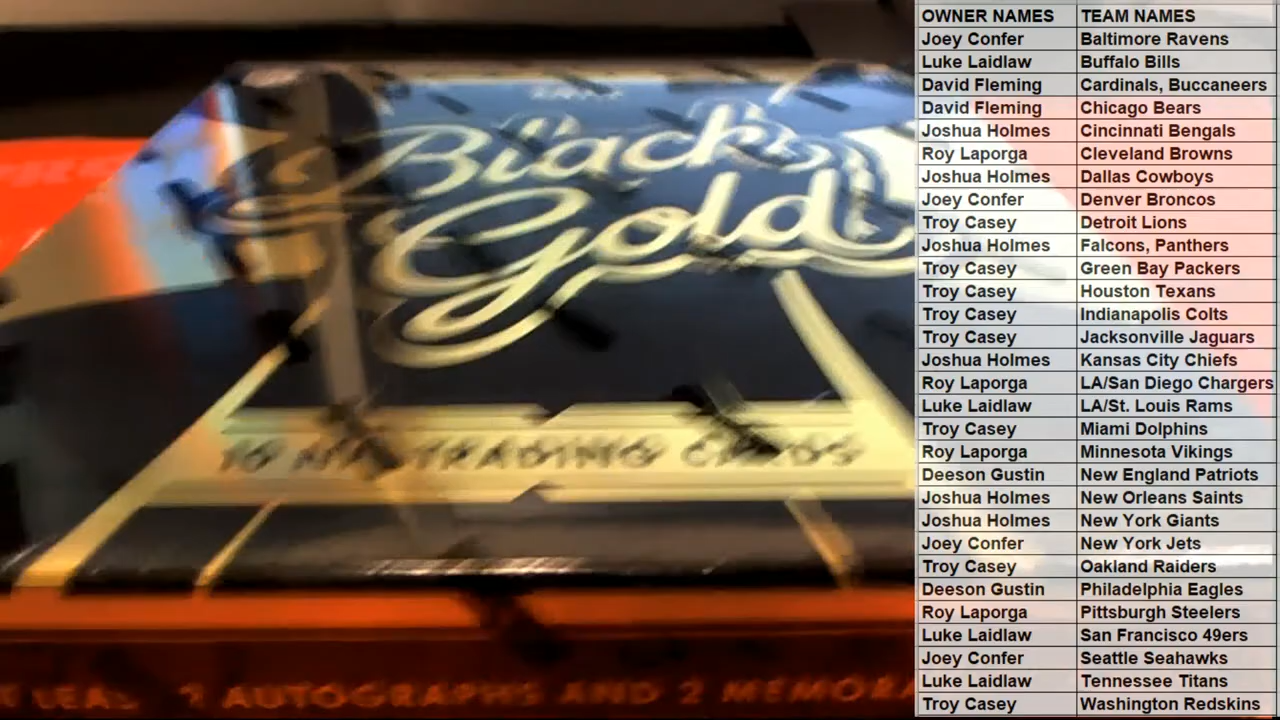 Black
Gold
TRADING CARDS
AUTOGRAPHS AND 2
OWNER NAMES TEAM NAMES
Joey Confer Baltimore Ravens
Luke Laidlaw Buffalo Bills
David Fleming Cardinals, Buccaneers
David Fleming Chicago Bears
Joshua Holmes Cincinnati Bengals
Roy Laporga Cleveland Browns
Joshua Holmes Dallas Cowboys
Joey Confer Denver Broncos
Troy Casey Detroit Lions
Joshua Holmes Falcons, Panthers
Troy Casey Green Bay Packers
Troy Casey Houston Texans
Troy Casey Indianapolis Colts
Troy Casey Jacksonville Jaguars
Joshua Holmes Kansas City Chiefs
Roy Laporga LA/San Diego Chargers
Luke Laidlaw LA/St. Louis Rams
Troy Casey Miami Dolphins
Roy Laporga Minnesota Vikings
Deeson Gustin New England Patriots
Joshua Holmes New Orleans Saints
Joshua Holmes New York Giants
Joey Confer New York Jets
Troy Casey Oakland Raiders
Deeson Gustin Philadelphia Eagles
Roy Laporga Pittsburgh Steelers
Luke Laidlaw San Francisco 49ers
Joey Confer Seattle Seahawks
Luke Laidlaw Tennessee Titans
Troy Casey Washington Redskins